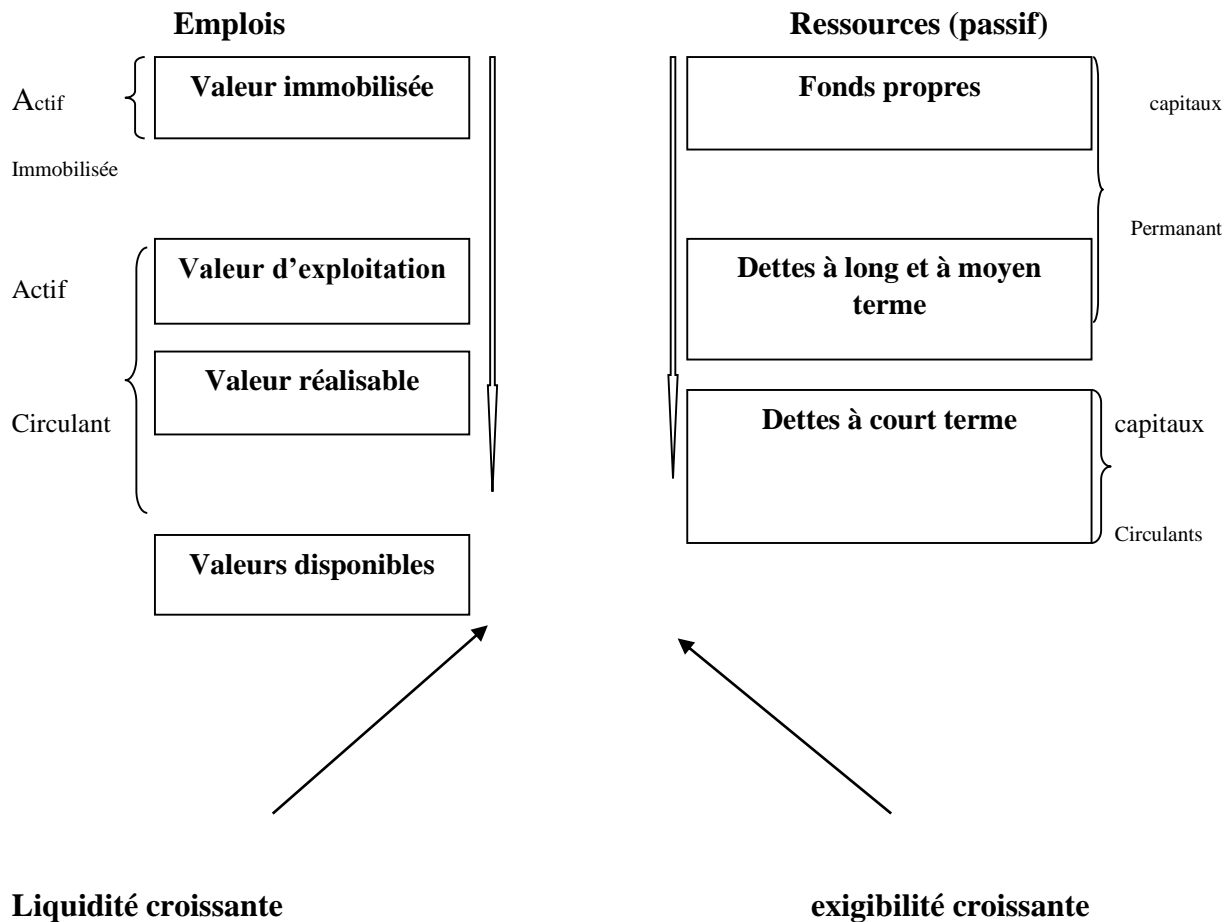 Emplois
Ressources (passif)
Actif
Valeur immobilisée
Fonds propres
capitaux
Immobilisée
Permanant
Actif
Valeur d’exploitation
Dettes à long et à moyen
terme
Valeur réalisable
Circulant
Dettes à court terme
capitaux
Circulants
Valeurs disponibles
Liquidité croissante
exigibilité croissante